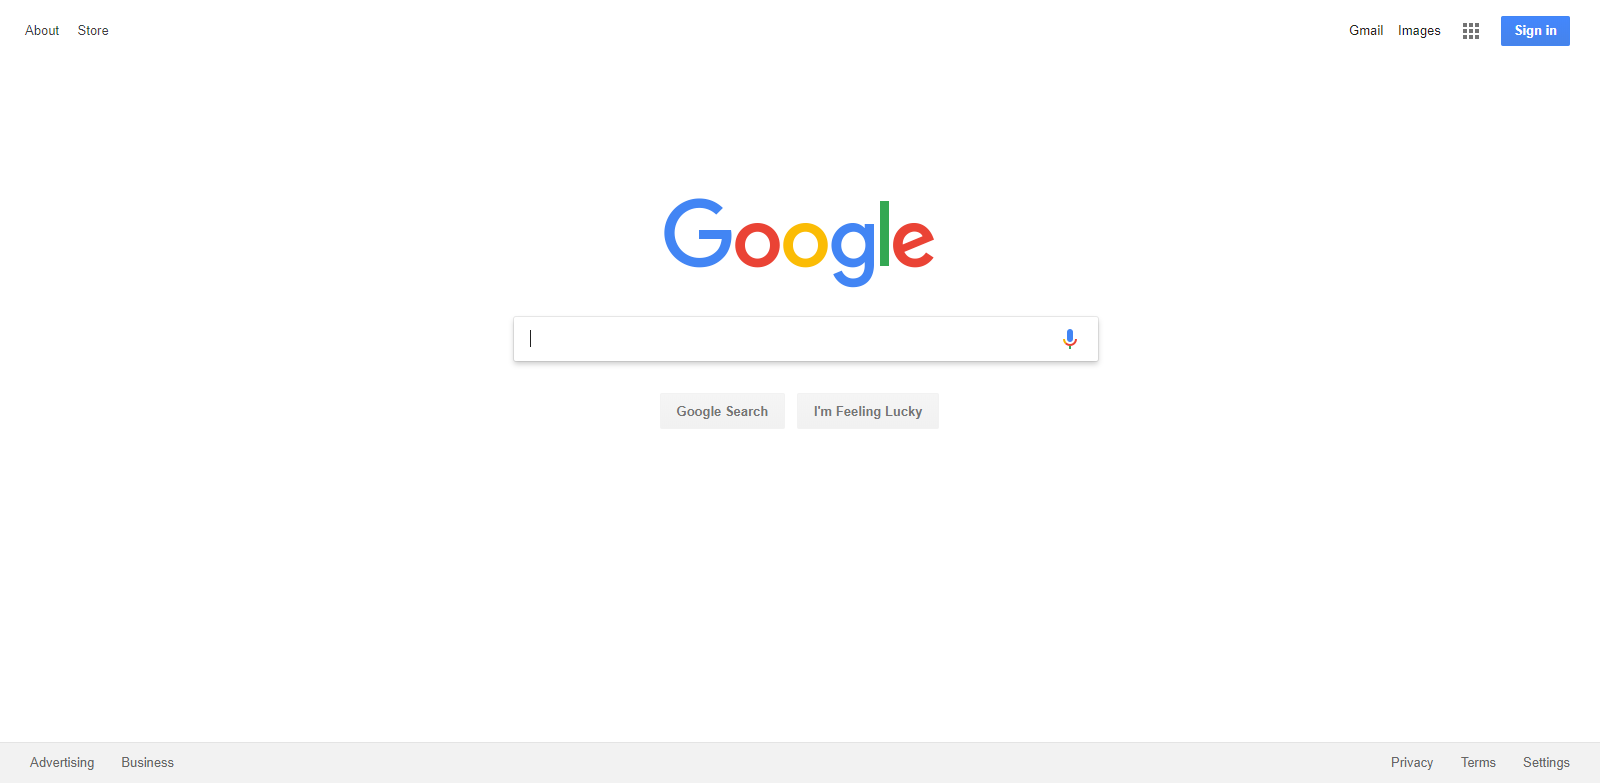 About Store Gmail Images Sign in
Google
Google Search I'm Feeling Lucky
Advertising Business Privacy Terms Settings